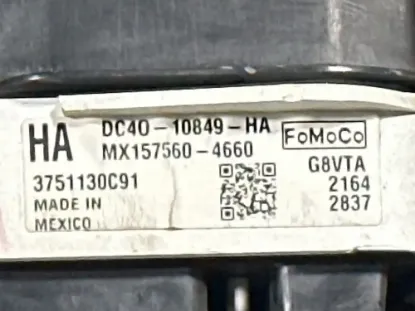 HA DC40-10849-HA FoMoCo
MX157560-4660
3751130C91 G8VTA
MADE IN 2164
MEXICO 2837